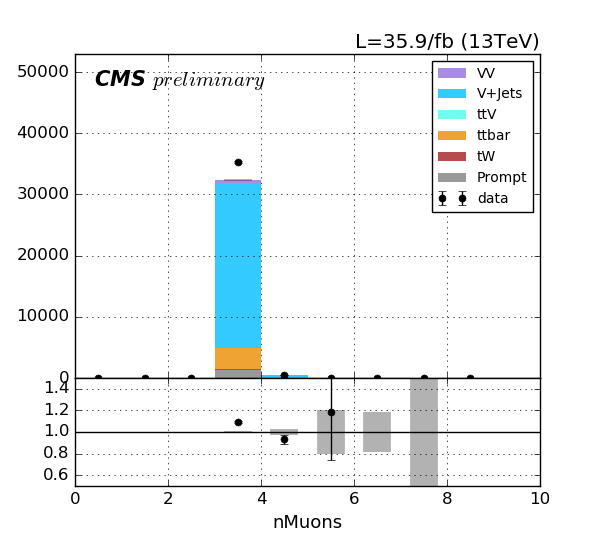 L=35.9/fb (13TeV)
CMS preliminary
VV
V+Jets
ttV
ttbar
tW
Prompt
data
50000
40000
30000
20000
10000
0
1.4
1.2
1.0
0.8
0.6
0 2 4 6 8 10
nMuons